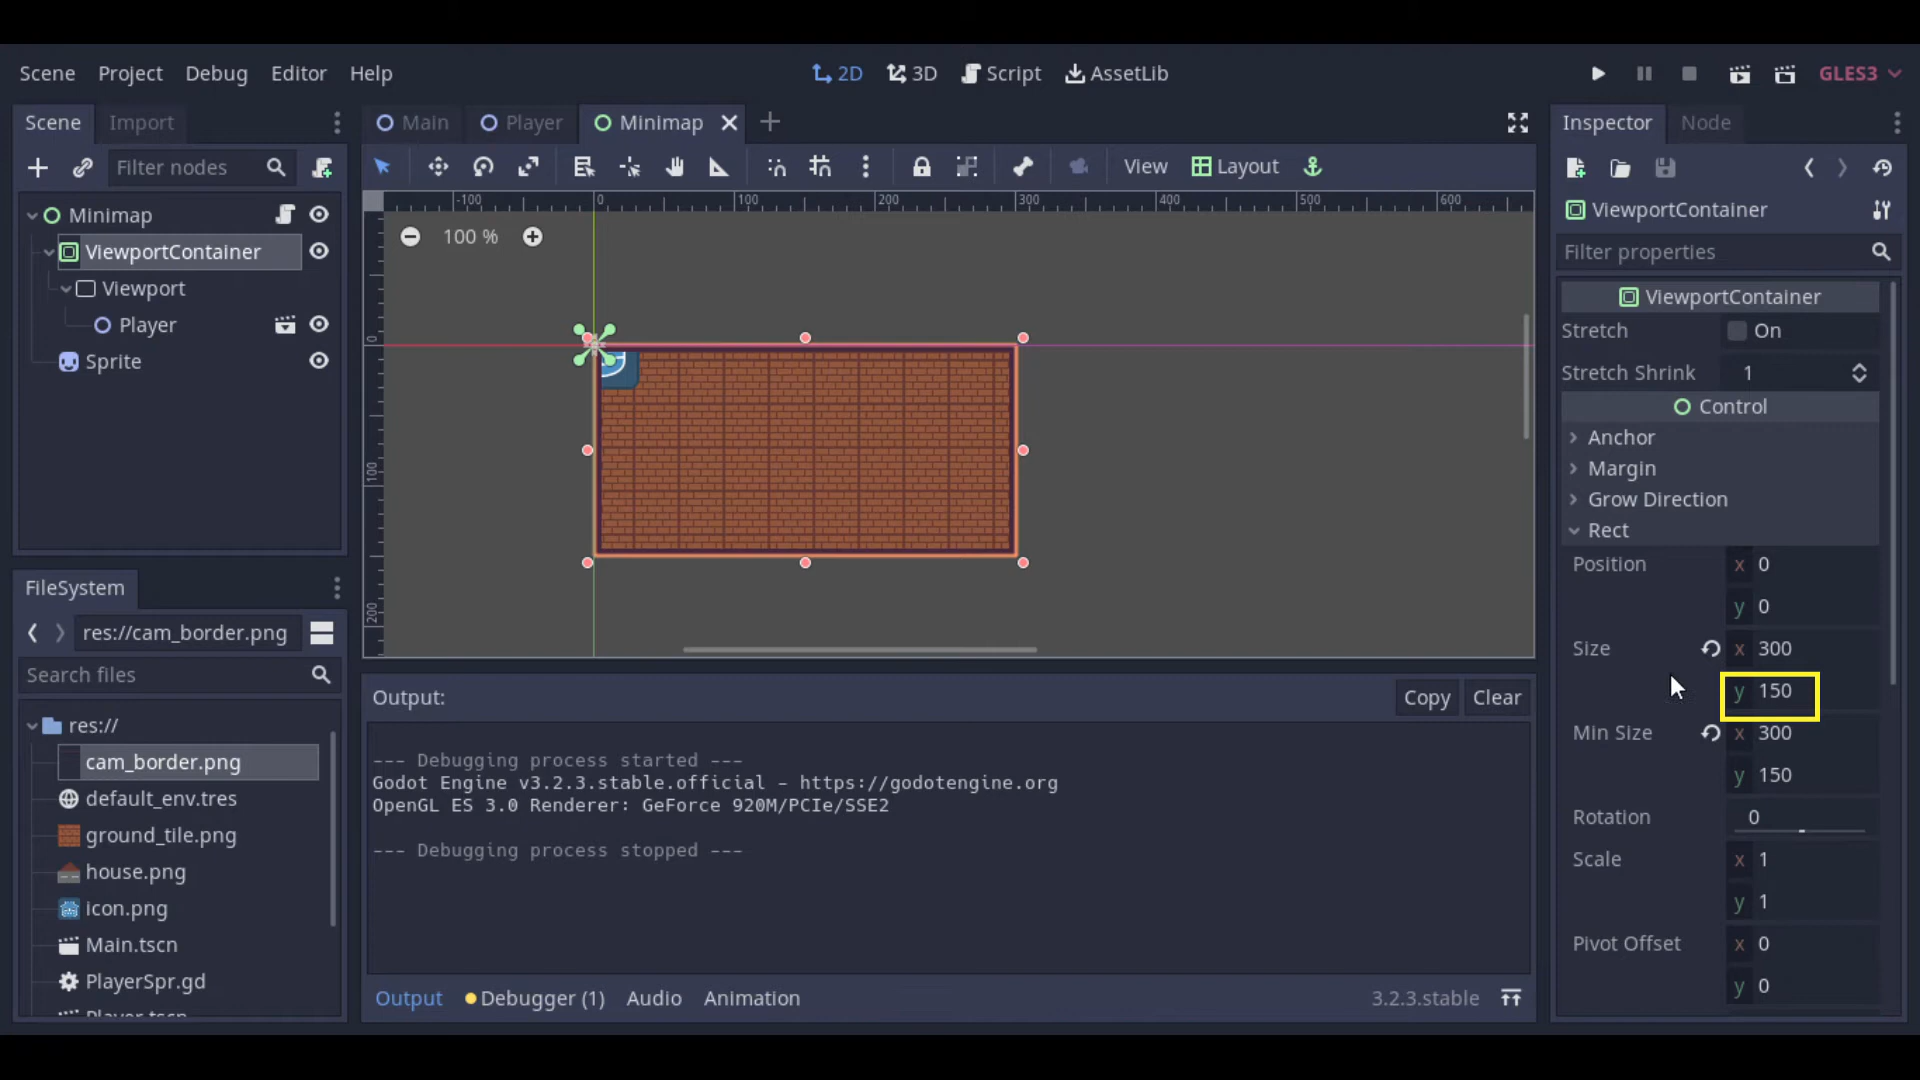 Scene Project Debug Editor Help
2D 3D Script AssetLib
GLES3
Scene Import
Main Player Minimap
Inspector Node
Filter nodes
View Layout
Minimap
ViewportContainer
Viewport
Player
Sprite
-100 0 100 200 300 400 500 600
100 %
0
100
200
ViewportContainer
Filter properties
ViewportContainer
Stretch On
Stretch Shrink 1
Control
Anchor
Margin
Grow Direction
Rect
Position x 0
y 0
Size x 300
y 150
Min Size x 300
y 150
Rotation 0
Scale x 1
y 1
Pivot Offset x 0
y 0
FileSystem
res://cam_border.png
Search files
res://
cam_border.png
default_env.tres
ground_tile.png
house.png
icon.png
Main.tscn
PlayerSpr.gd
Player.tscn
Output: Copy Clear
--- Debugging process started ---
Godot Engine v3.2.3.stable.official - https://godotengine.org
OpenGL ES 3.0 Renderer: GeForce 920M/PCIe/SSE2
--- Debugging process stopped ---
Output Debugger (1) Audio Animation 3.2.3.stable